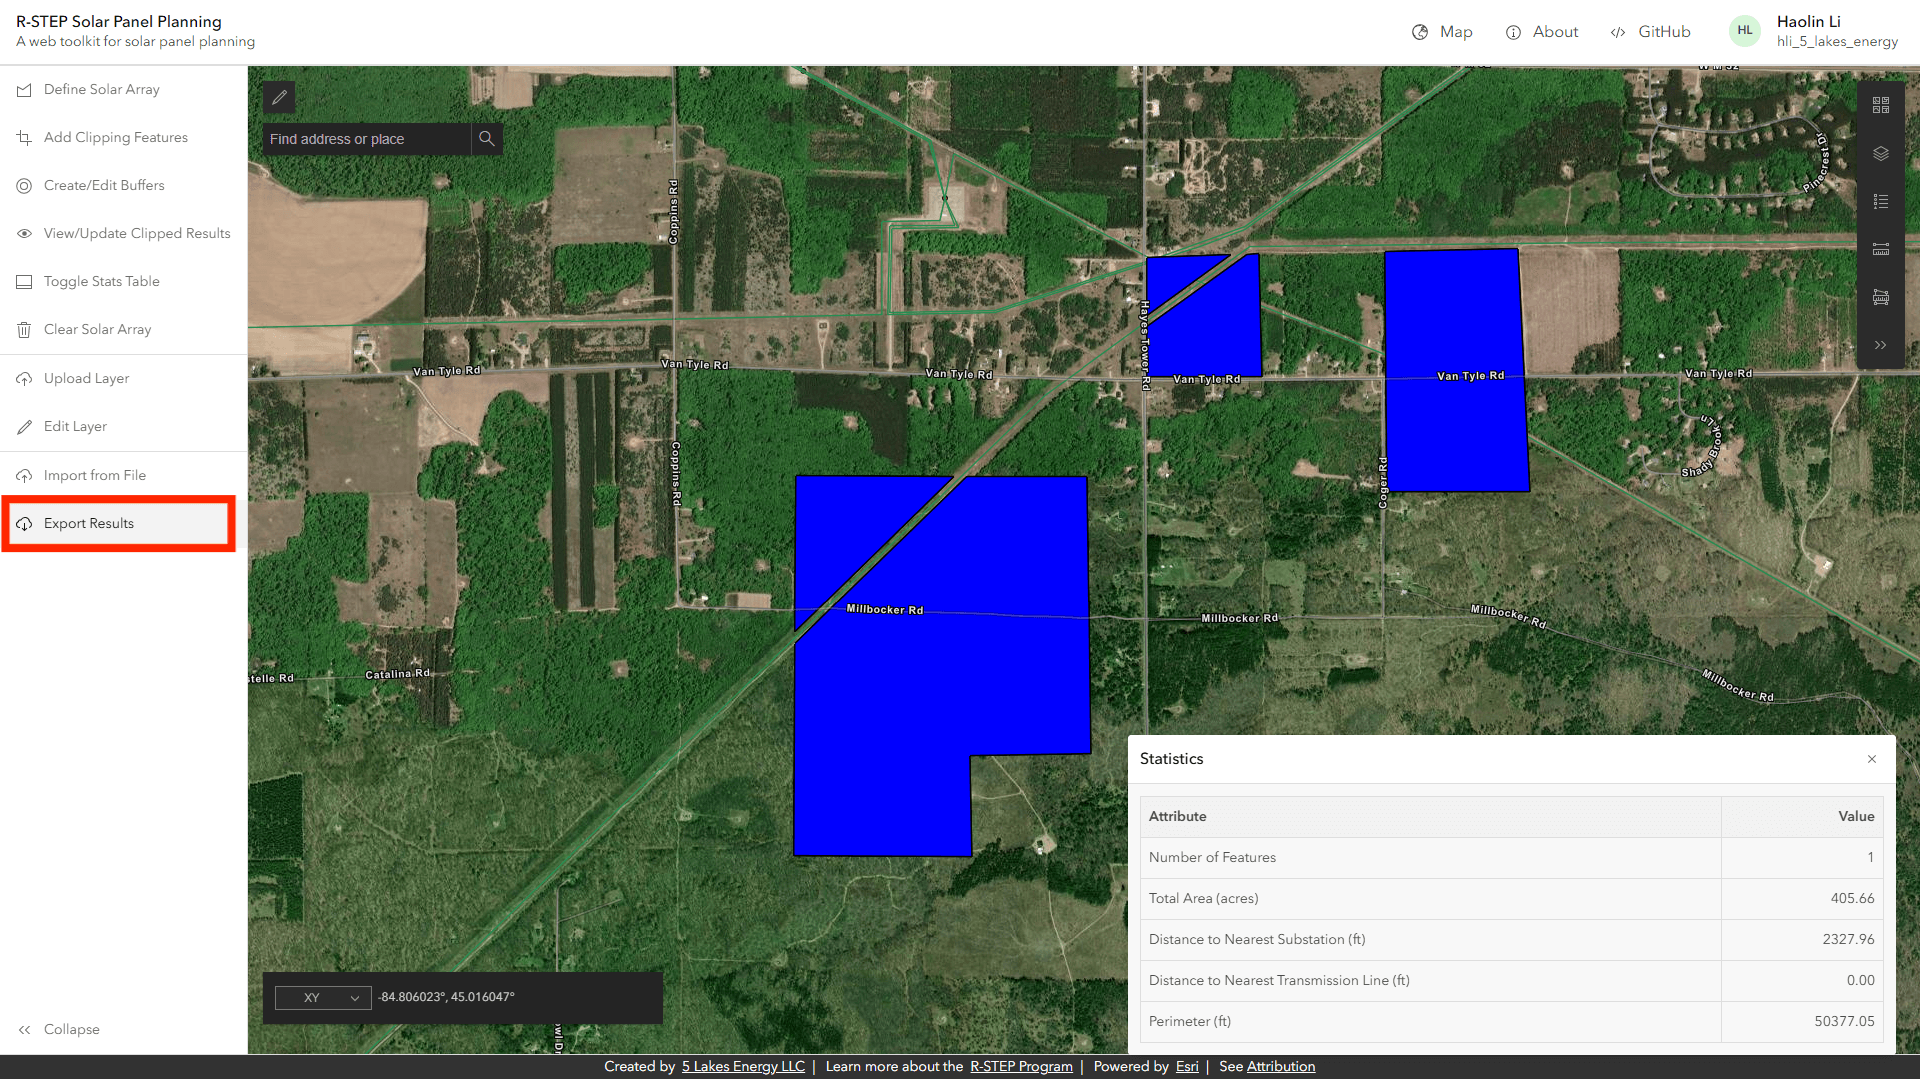 R-STEP Solar Panel Planning
A web toolkit for solar panel planning
Map
About
GitHub
HL
Haolin Li
hli_5_lakes_energy
Define Solar Array
Add Clipping Features
Create/Edit Buffers
View/Update Clipped Results
Toggle Stats Table
Clear Solar Array
Upload Layer
Edit Layer
Import from File
Export Results
Collapse
Find address or place
Coppins Rd
Pinecrest Dr
Hayes Tower Rd
Van Tyle Rd
Van Tyle Rd
Van Tyle Rd
Van Tyle Rd
Van Tyle Rd
Van Tyle Rd
Shady Brook Ln
Coppins Rd
Coger Rd
Millbocker Rd
Millbocker Rd
Millbocker Rd
Millbocker Rd
stelle Rd
Catalina Rd
XY
-84.806023°, 45.016047°
Statistics
Attribute Value
Number of Features 1
Total Area (acres) 405.66
Distance to Nearest Substation (ft) 2327.96
Distance to Nearest Transmission Line (ft) 0.00
Perimeter (ft) 50377.05
Created by 5 Lakes Energy LLC | Learn more about the R-STEP Program | Powered by Esri | See Attribution